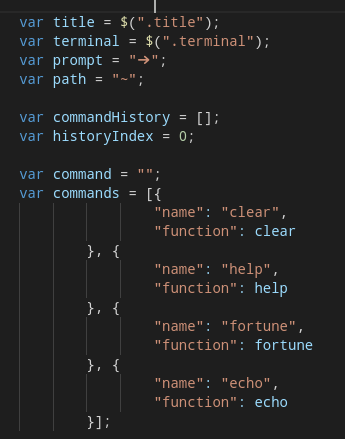 var title = $(".title");
var terminal = $(".terminal");
var prompt = "➔";
var path = "~";
var commandHistory = [];
var historyIndex = 0;
var command = "";
var commands = [{
"name": "clear",
"function": clear
}, {
"name": "help",
"function": help
}, {
"name": "fortune",
"function": fortune
}, {
"name": "echo",
"function": echo
}];